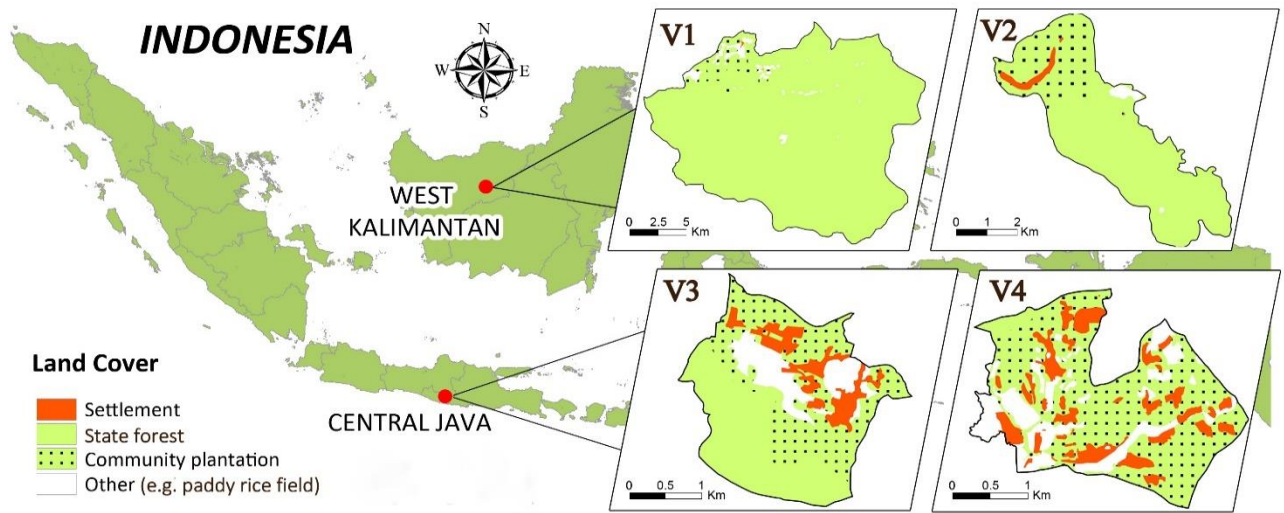 INDONESIA
N
W E
S
WEST
KALIMANTAN
CENTRAL JAVA
V1
0 2.5 5
Km
V2
0 1 2
Km
V3
0 0.5 1
Km
V4
0 0.5 1
Km
Land Cover
Settlement
State forest
Community plantation
Other (e.g. paddy rice field)